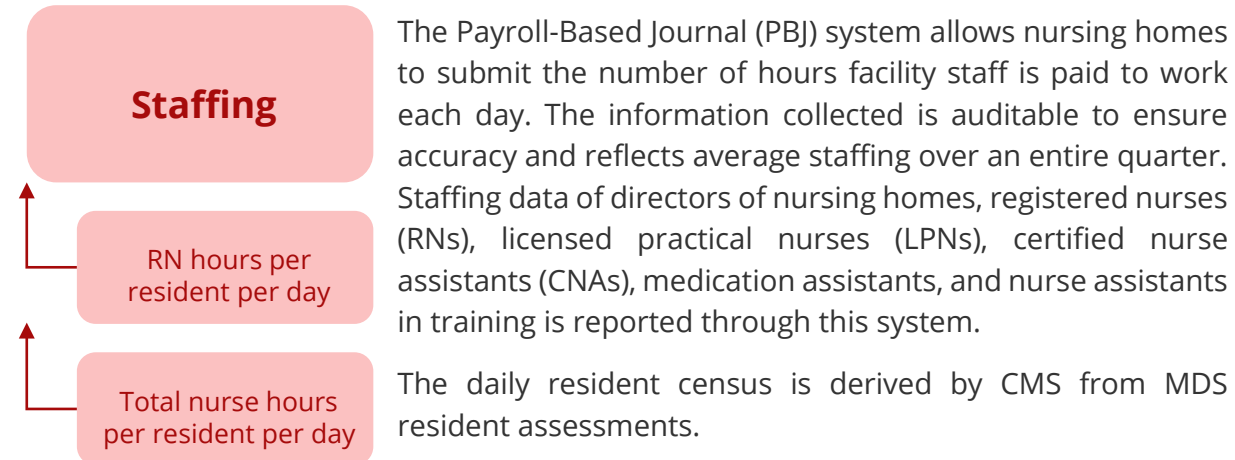 Staffing
RN hours per
resident per day
Total nurse hours
per resident per day
The Payroll-Based Journal (PBJ) system allows nursing homes
to submit the number of hours facility staff is paid to work
each day. The information collected is auditable to ensure
accuracy and reflects average staffing over an entire quarter.
Staffing data of directors of nursing homes, registered nurses
(RNs), licensed practical nurses (LPNs), certified nurse
assistants (CNAs), medication assistants, and nurse assistants
in training is reported through this system.
The daily resident census is derived by CMS from MDS
resident assessments.